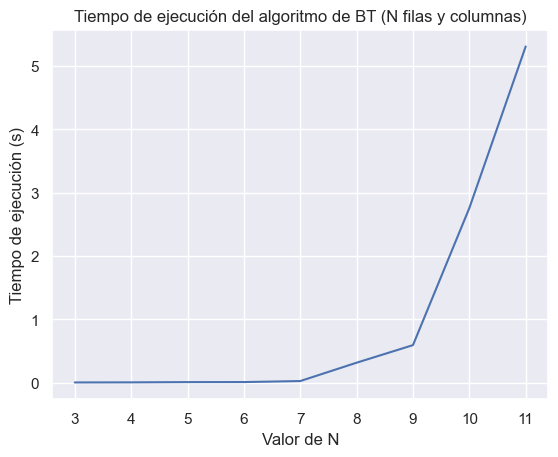 Tiempo de ejecución del algoritmo de BT (N filas y columnas)
Tiempo de ejecución (s)
5
4
3
2
1
0
3 4 5 6 7 8 9 10 11
Valor de N